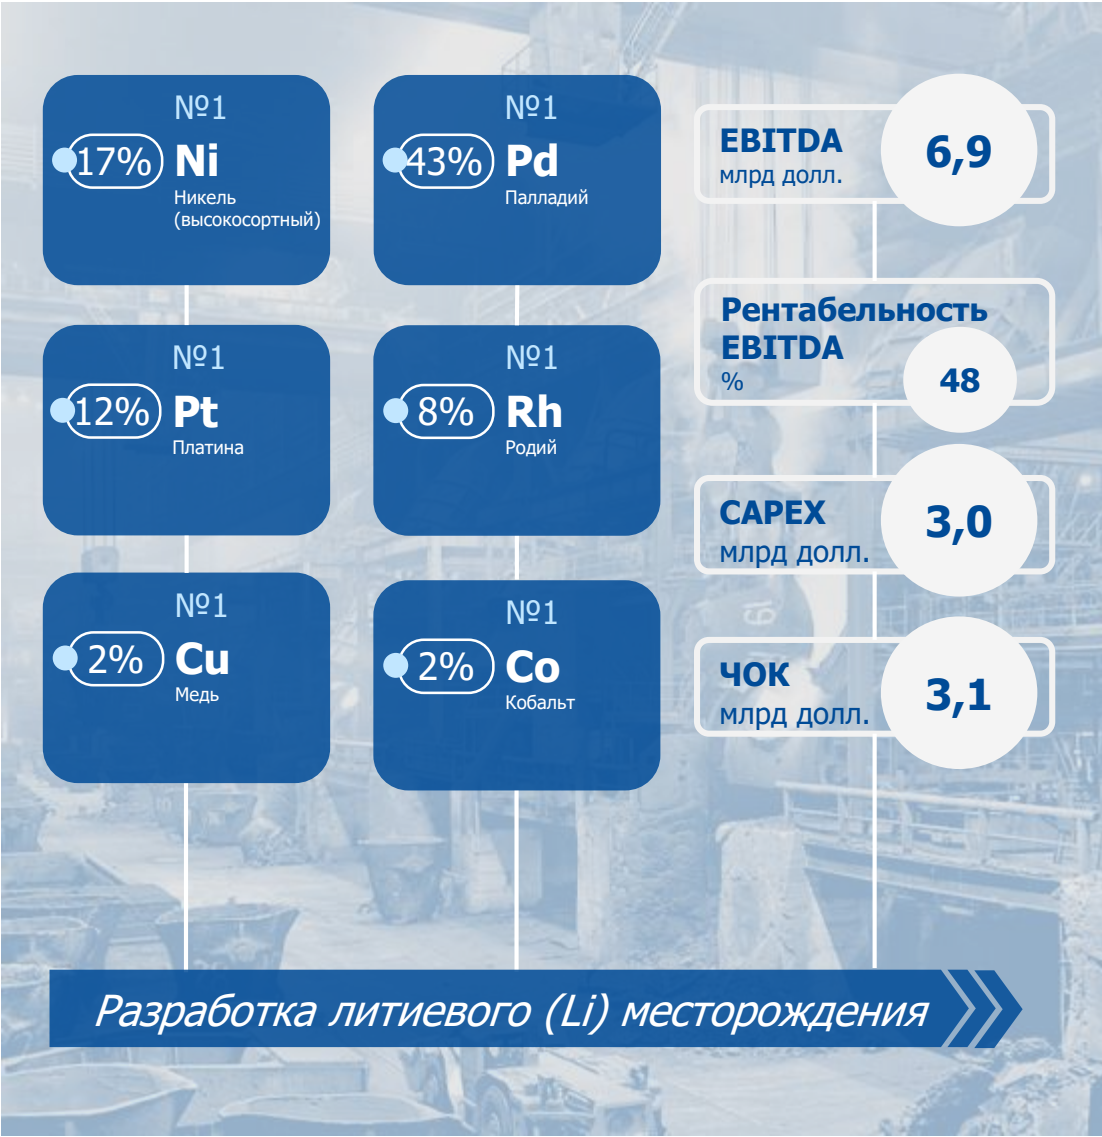 №1
17% Ni
Никель
(высокосортный)
№1
43% Pd
Палладий
№1
12% Pt
Платина
№1
8% Rh
Родий
№1
2% Cu
Медь
№1
2% Co
Кобальт
EBITDA
млрд долл.
6,9
Рентабельность
EBITDA
%
48
CAPEX
млрд долл.
3,0
ЧОК
млрд долл.
3,1
Разработка литиевого (Li) месторождения